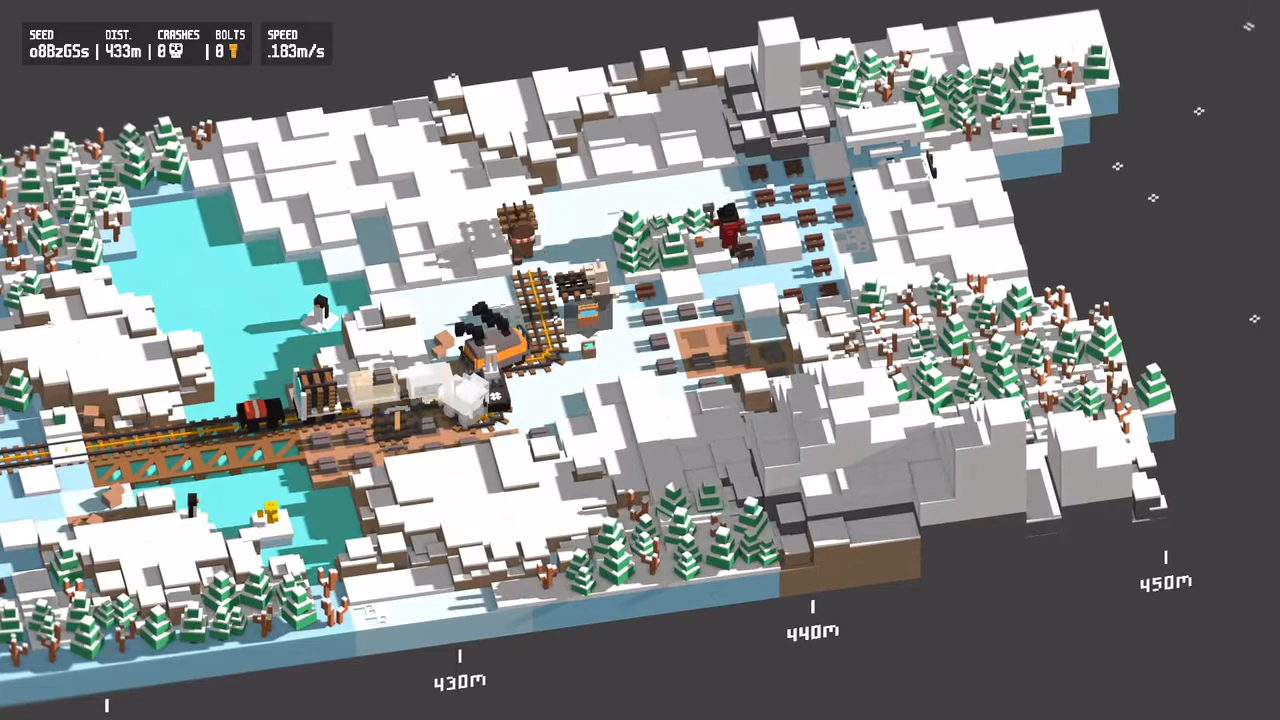 SEED DIST. CRASHES BOLTS SPEED
o8BzGSs | 433m | 0 | 0 .183m/s
450m
440m
430m